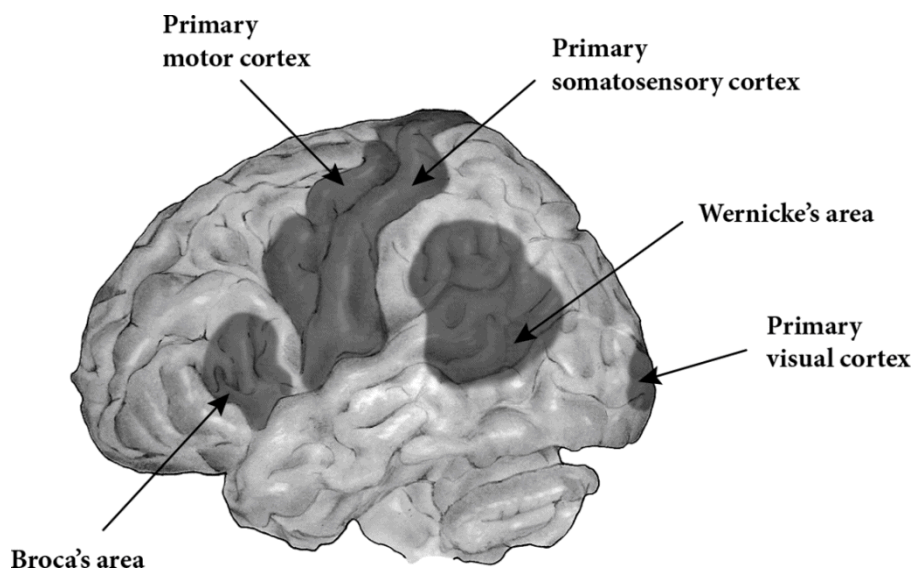 Primary
motor cortex
Primary
somatosensory cortex
Wernicke’s area
Primary
visual cortex
Broca’s area